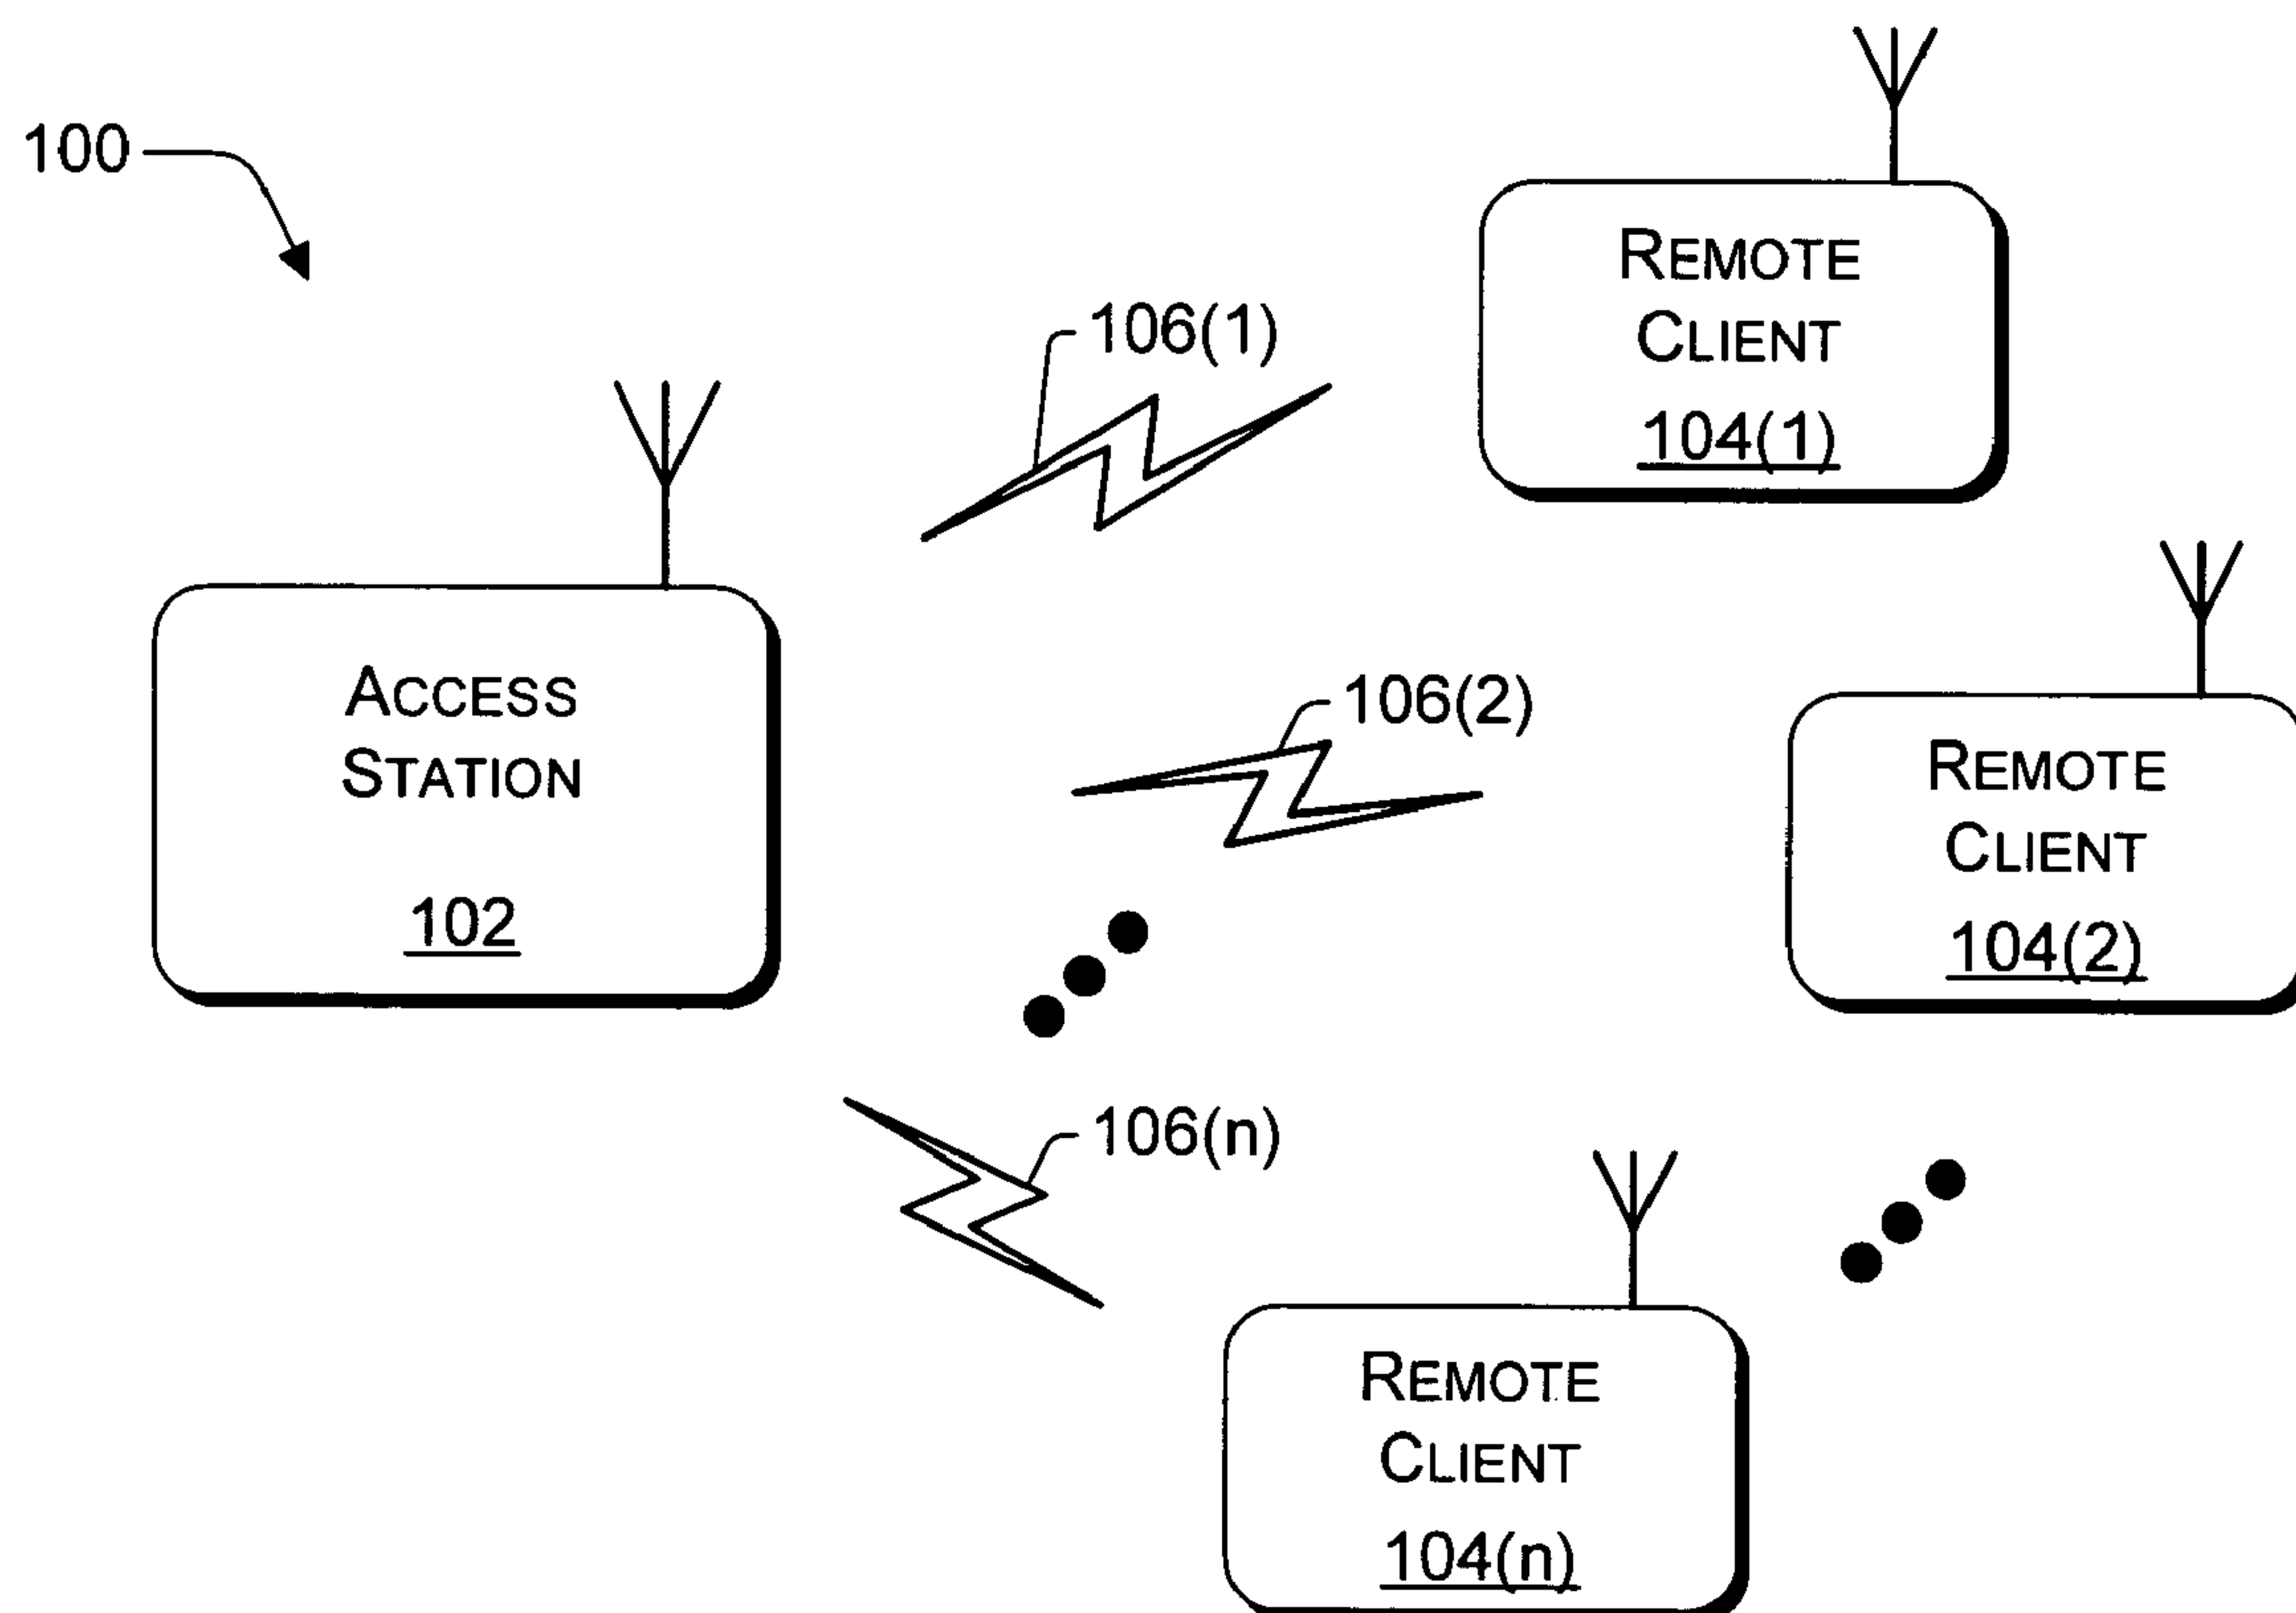 100
REMOTE
CLIENT
104(1)
106(1)
ACCESS
STATION
102
106(2)
REMOTE
CLIENT
104(2)
106(n)
REMOTE
CLIENT
104(n)